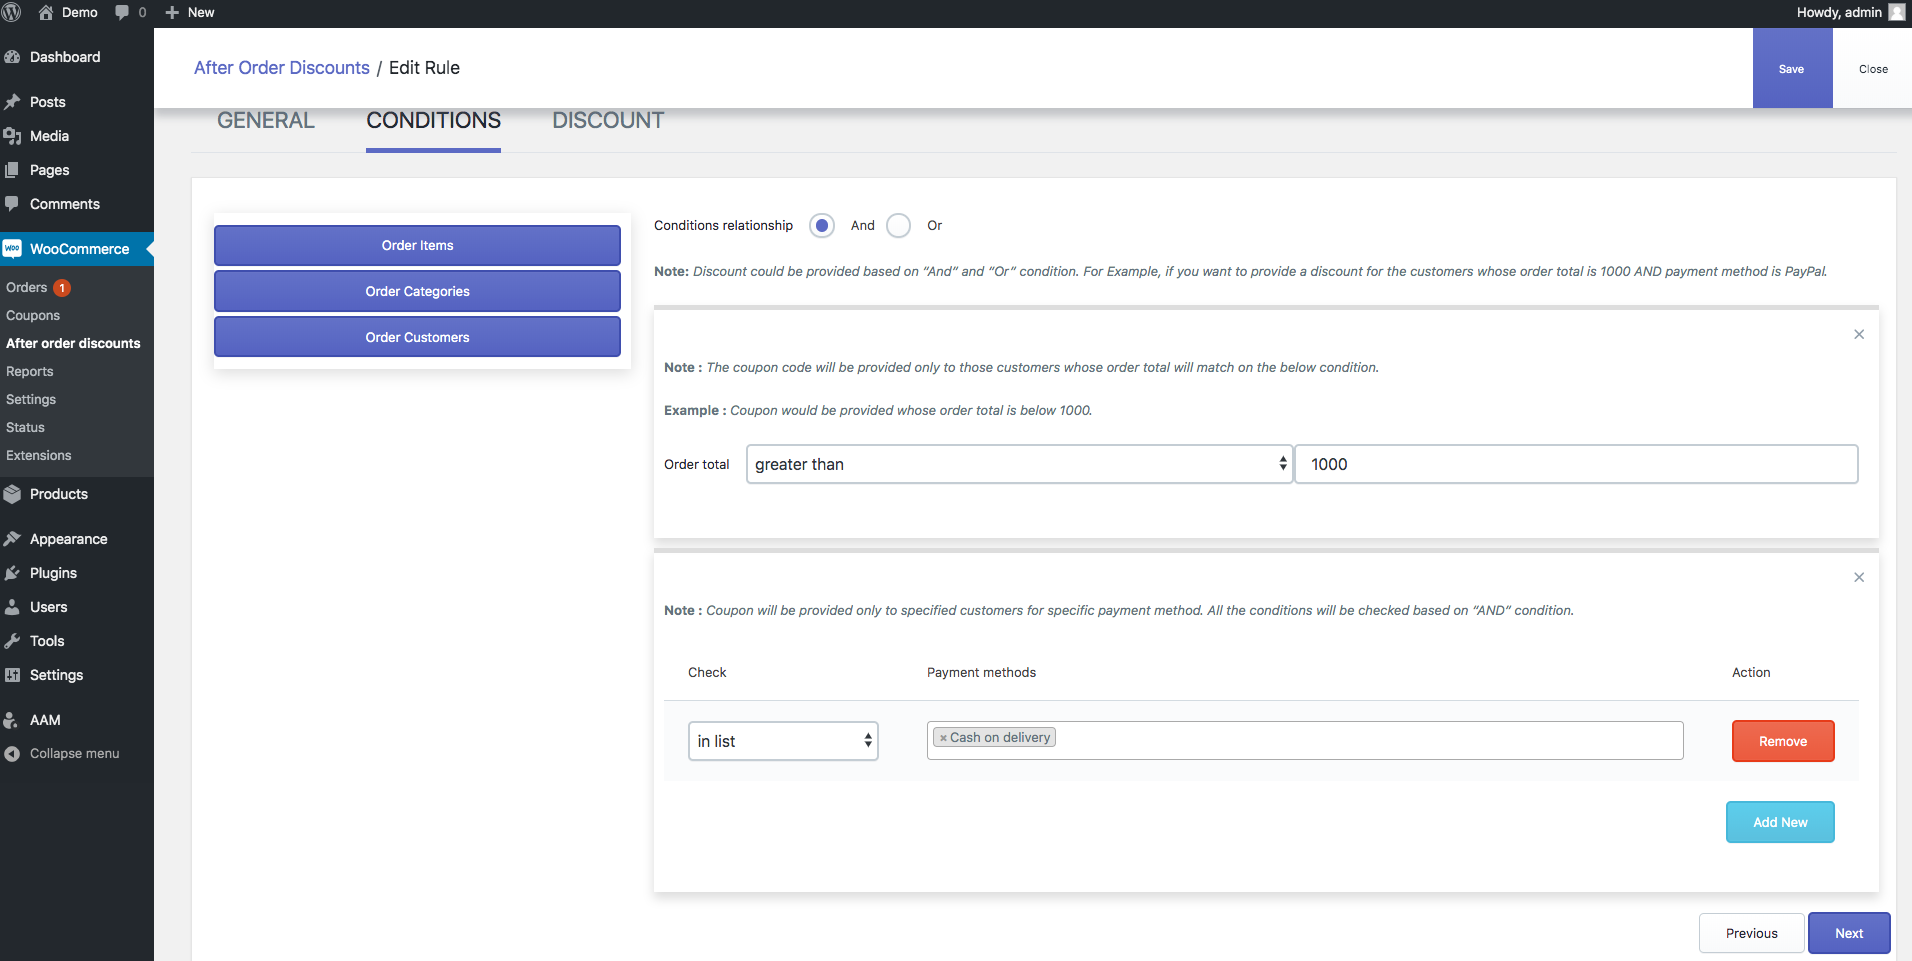 Demo 0 New Howdy, admin
Dashboard
Posts
Media
Pages
Comments
WOO WooCommerce
Orders 1
Coupons
After order discounts
Reports
Settings
Status
Extensions
Products
Appearance
Plugins
Users
Tools
Settings
AAM
Collapse menu
After Order Discounts / Edit Rule
Save
Close
GENERAL CONDITIONS DISCOUNT
Order Items
Order Categories
Order Customers
Conditions relationship And Or
Note: Discount could be provided based on “And” and “Or” condition. For Example, if you want to provide a discount for the customers whose order total is 1000 AND payment method is PayPal.
×
Note : The coupon code will be provided only to those customers whose order total will match on the below condition.
Example : Coupon would be provided whose order total is below 1000.
Order total greater than 1000
×
Note : Coupon will be provided only to specified customers for specific payment method. All the conditions will be checked based on “AND” condition.
Check Payment methods Action
in list × Cash on delivery Remove
Add New
Previous Next